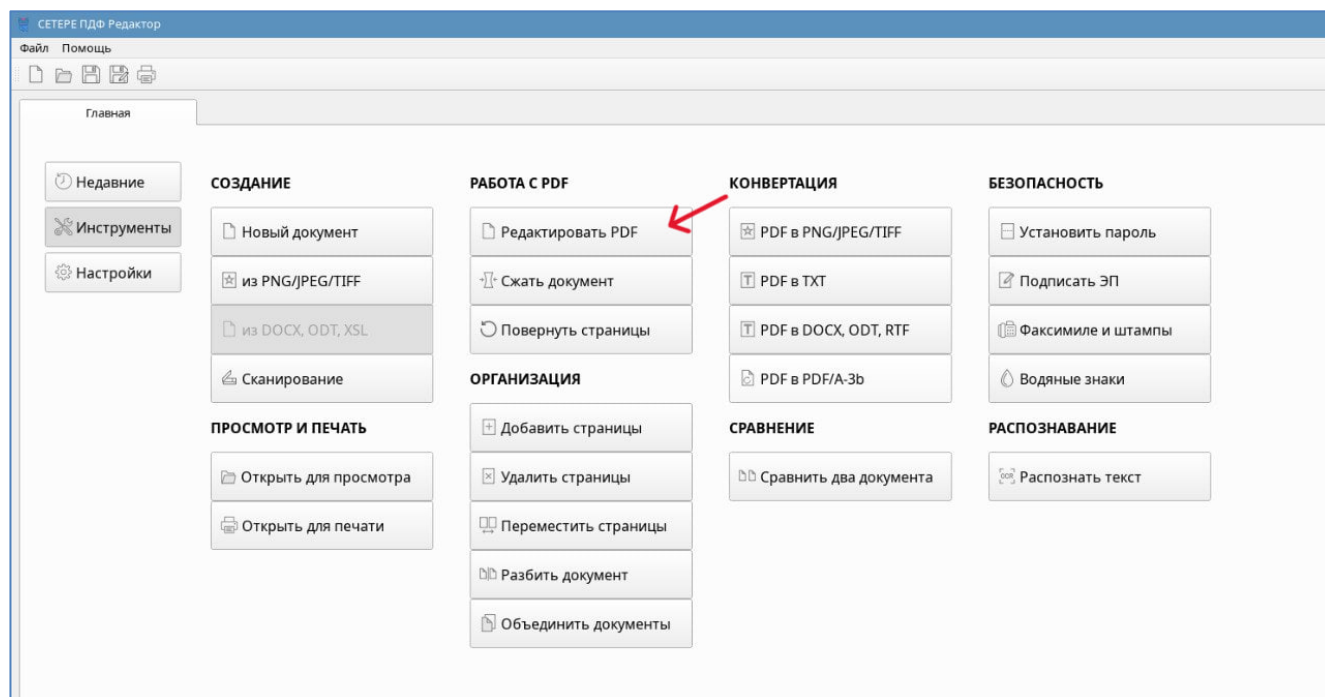 СЕТЕРЕ ПДФ Редактор
Файл Помощь
Главная
Недавние
Инструменты
Настройки
СОЗДАНИЕ
Новый документ
из PNG/JPEG/TIFF
из DOCX, ODT, XSL
Сканирование
ПРОСМОТР И ПЕЧАТЬ
Открыть для просмотра
Открыть для печати
РАБОТА С PDF
Редактировать PDF
Сжать документ
Повернуть страницы
ОРГАНИЗАЦИЯ
Добавить страницы
Удалить страницы
Переместить страницы
Разбить документ
Объединить документы
КОНВЕРТАЦИЯ
PDF в PNG/JPEG/TIFF
PDF в TXT
PDF в DOCX, ODT, RTF
PDF в PDF/A-3b
СРАВНЕНИЕ
Сравнить два документа
БЕЗОПАСНОСТЬ
Установить пароль
Подписать ЭП
Факсимиле и штампы
Водяные знаки
РАСПОЗНАВАНИЕ
Распознать текст